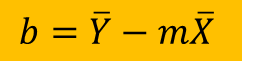 b = Ȳ − mX̄